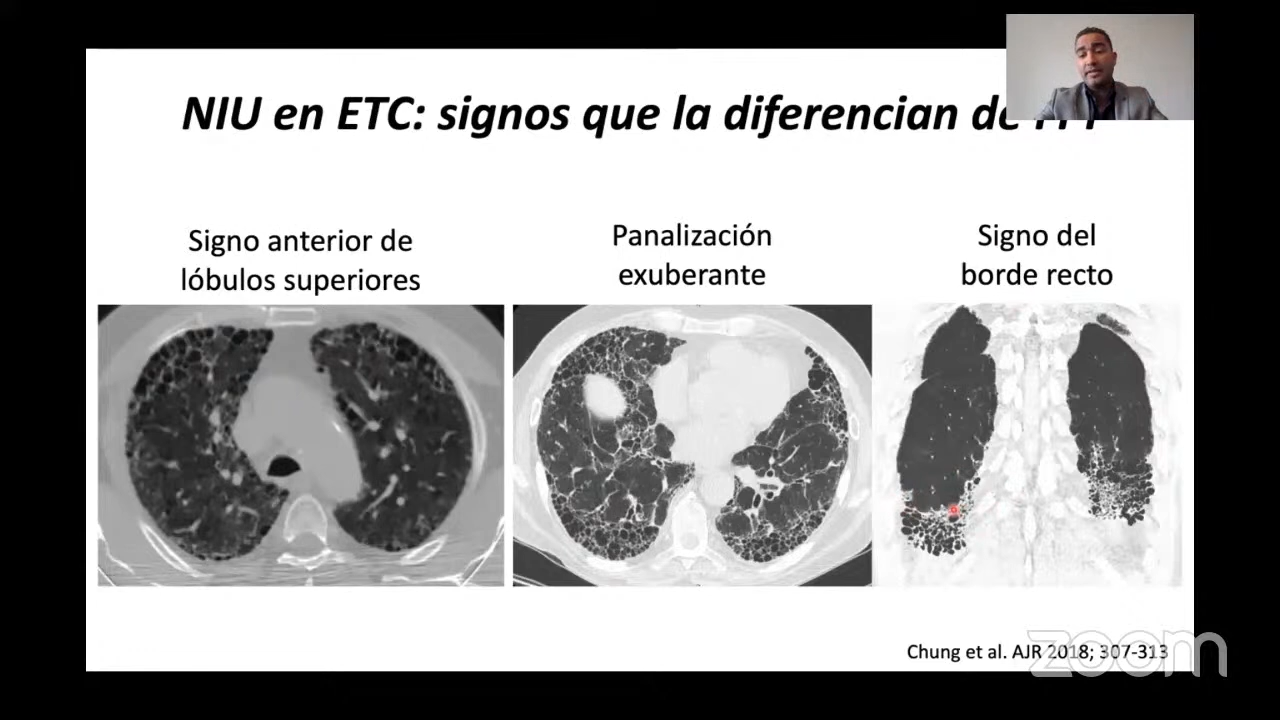 NIU en ETC: signos que la diferencian de
Signo anterior de
lóbulos superiores
Panalización
exuberante
Signo del
borde recto
Chung et al. AJR 2018; 307-313
zoom